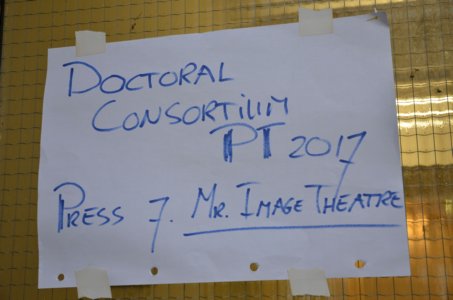 DOCTORAL
CONSORTIUM
PT 2017
PRESS 7. MR. IMAGE THEATRE